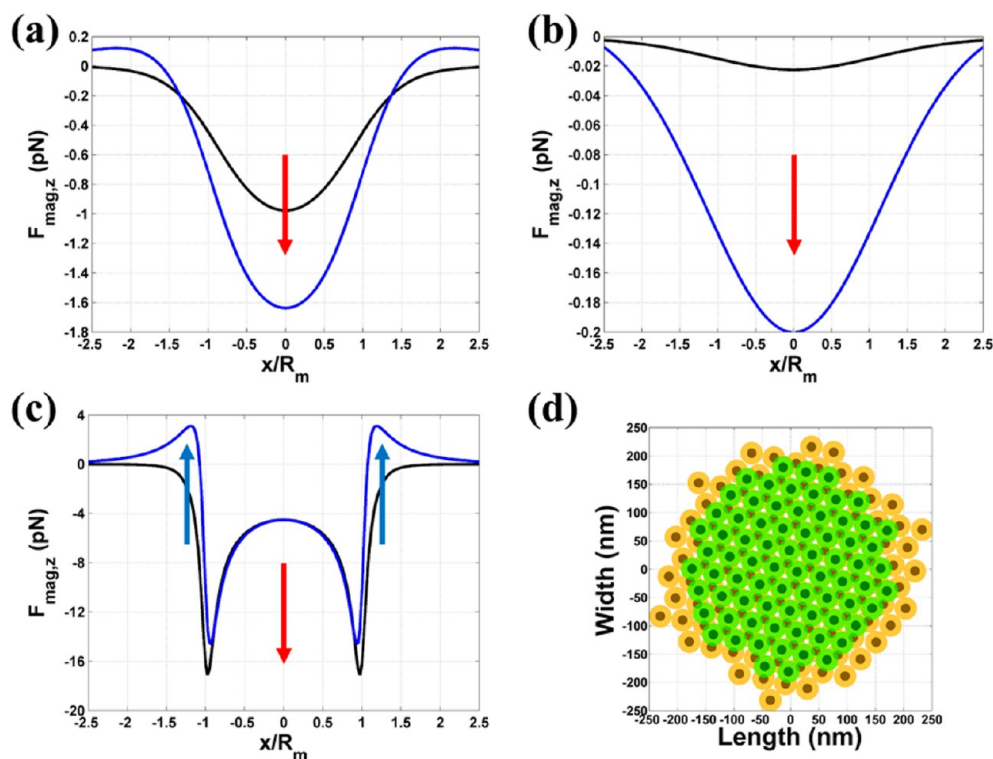 (a)
0.2
0
-0.2
-0.4
-0.6
-0.8
-1
-1.2
-1.4
-1.6
-1.8
F mag,z (pN)
-2.5 -2 -1.5 -1 -0.5 0 0.5 1 1.5 2 2.5
x/R m
(b)
0
-0.02
-0.04
-0.06
-0.08
-0.1
-0.12
-0.14
-0.16
-0.18
-0.2
F mag,z (pN)
-2.5 -2 -1.5 -1 -0.5 0 0.5 1 1.5 2 2.5
x/R m
(c)
4
0
-4
-8
-12
-16
-20
F mag,z (pN)
-2.5 -2 -1.5 -1 -0.5 0 0.5 1 1.5 2 2.5
x/R m
(d)
250
200
150
100
50
0
-50
-100
-150
-200
-250
Width (nm)
-250 -200 -150 -100 -50 0 50 100 150 200 250
Length (nm)